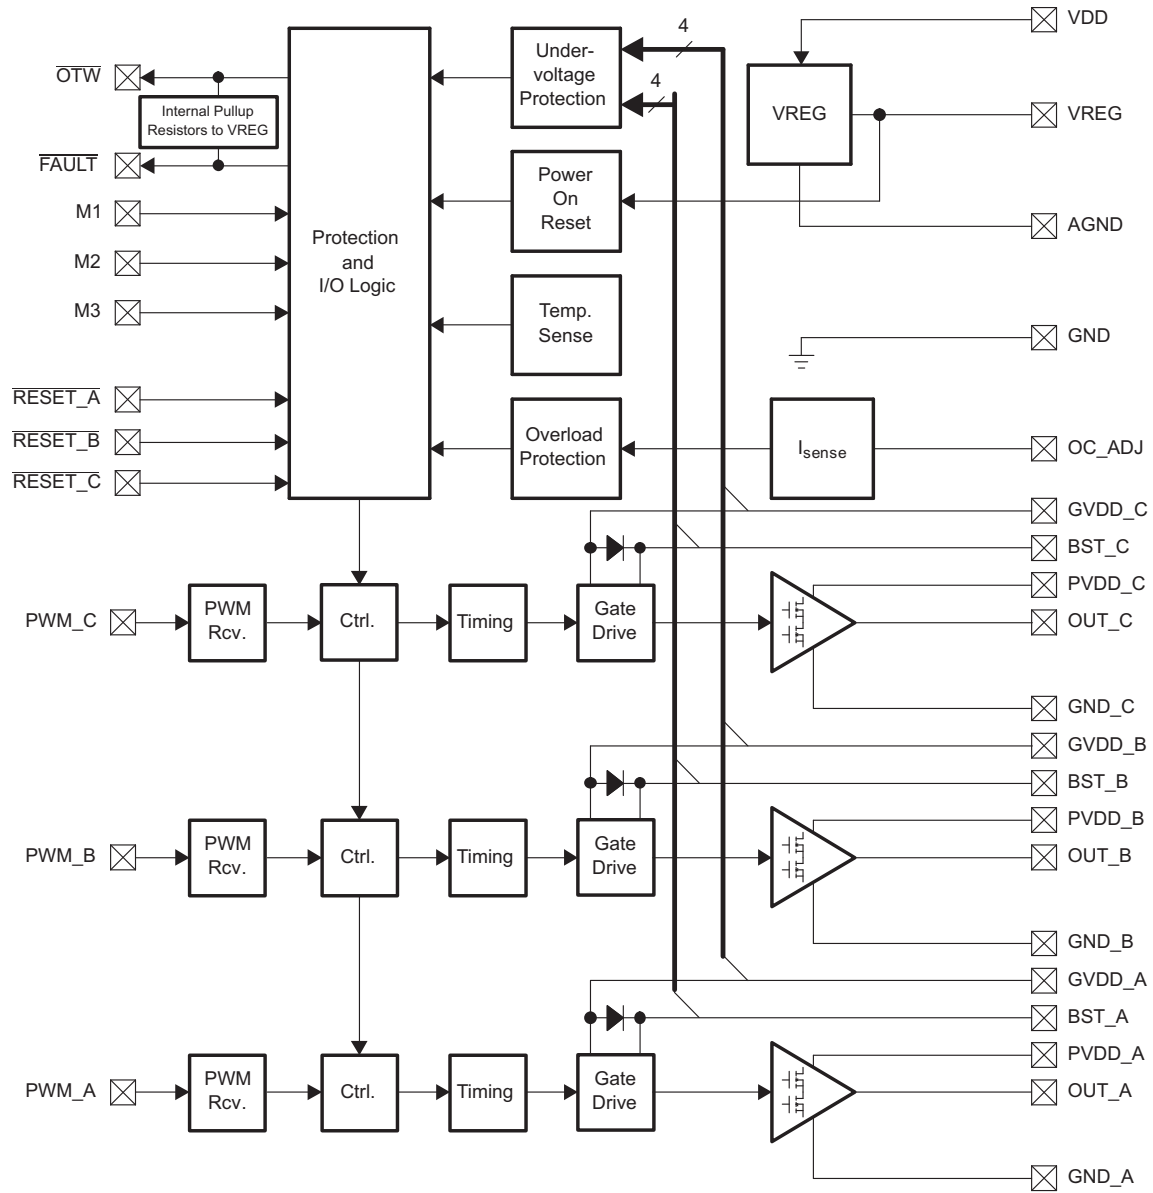 VDD
4
Under-
voltage
Protection
OTW
4
Internal Pullup
Resistors to VREG
VREG
VREG
FAULT
Power
On
Reset
M1
AGND
Protection
and
I/O Logic
M2
M3
Temp.
Sense
GND
RESET_A
RESET_B
RESET_C
Overload
Protection
Isense
OC_ADJ
GVDD_C
BST_C
PVDD_C
PWM_C
PWM
Rcv.
Ctrl.
Timing
Gate
Drive
OUT_C
GND_C
GVDD_B
BST_B
PVDD_B
PWM_B
PWM
Rcv.
Ctrl.
Timing
Gate
Drive
OUT_B
GND_B
GVDD_A
BST_A
PVDD_A
PWM_A
PWM
Rcv.
Ctrl.
Timing
Gate
Drive
OUT_A
GND_A